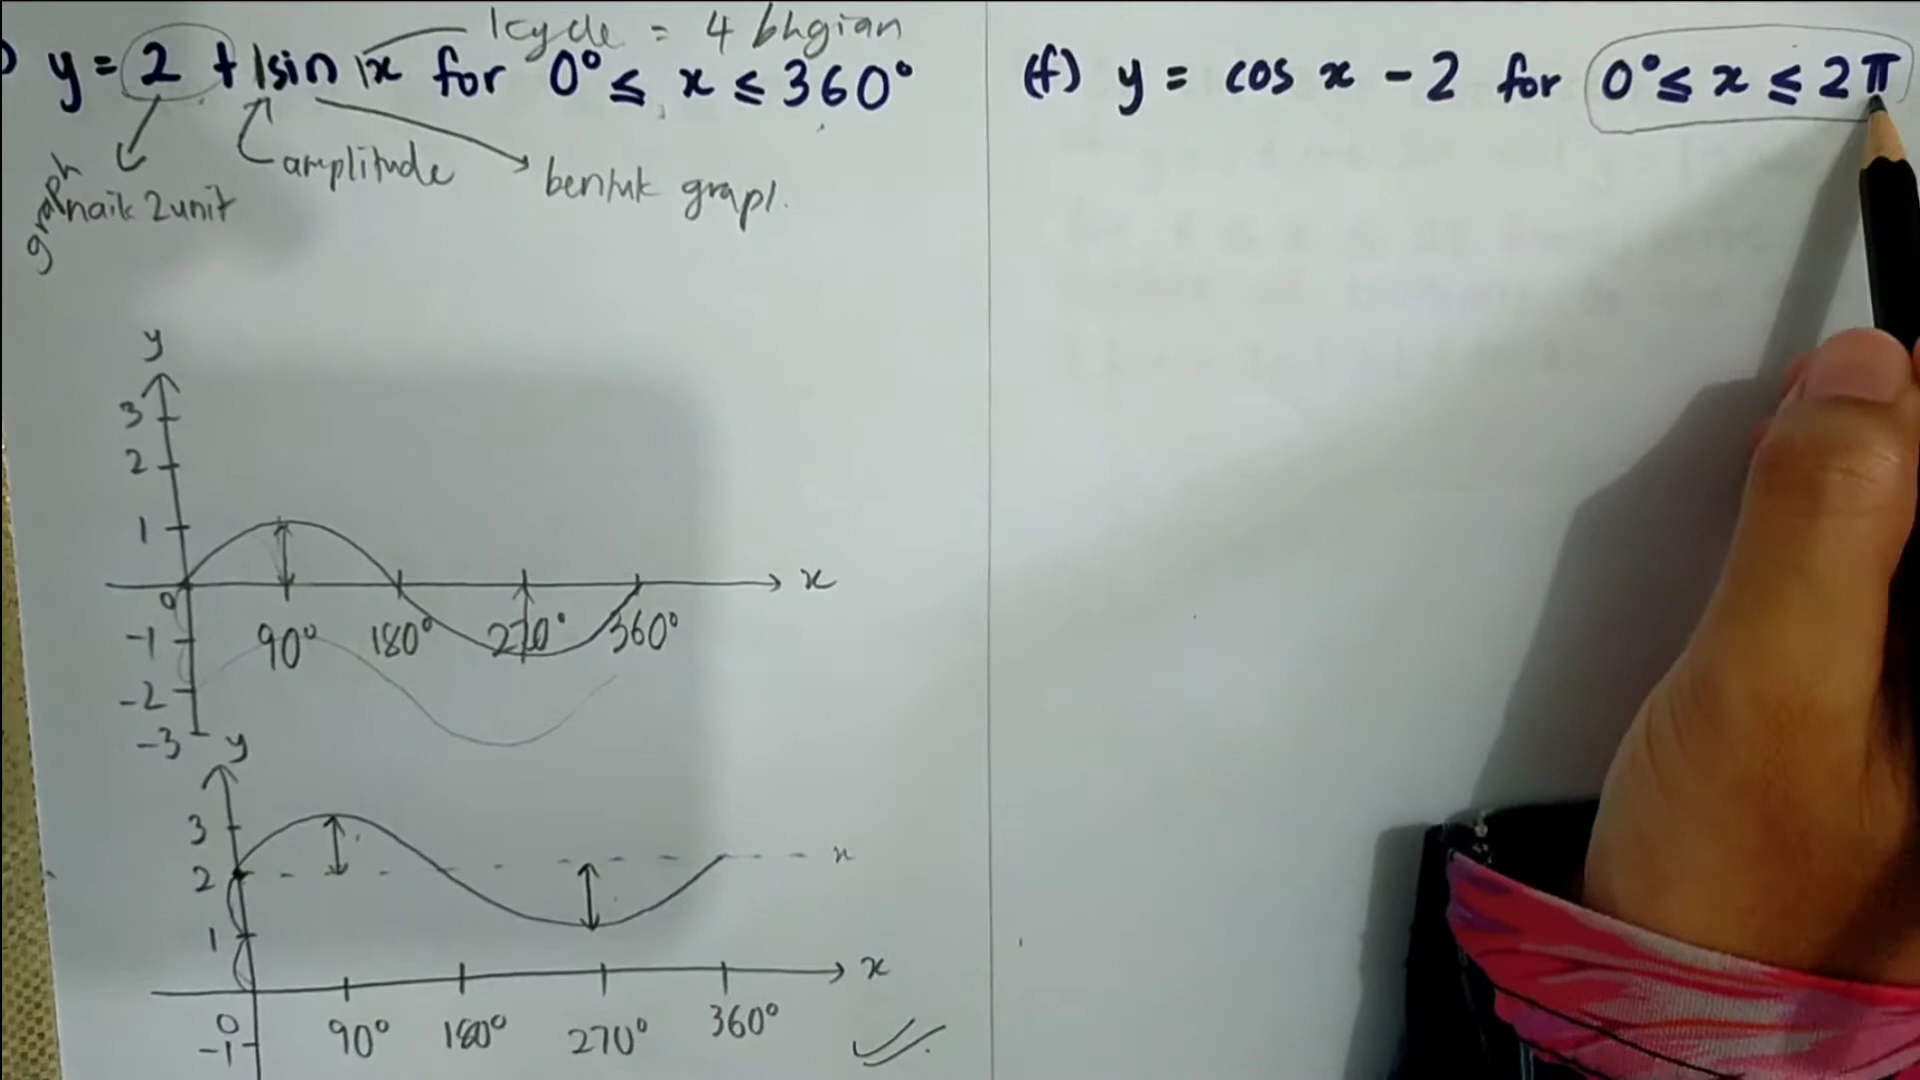 1cycle = 4 bhgian
y = 2 + 1sin 1x for 0° ≤ x ≤ 360°
amplitude
bentuk grapl.
graph naik 2unit
y
3
2
1
0
-1
-2
-3
90° 180° 270° 360°
x
y
3
2
1
0
-1
x
90° 180° 270° 360°
x
(f) y = cos x - 2 for 0° ≤ x ≤ 2π